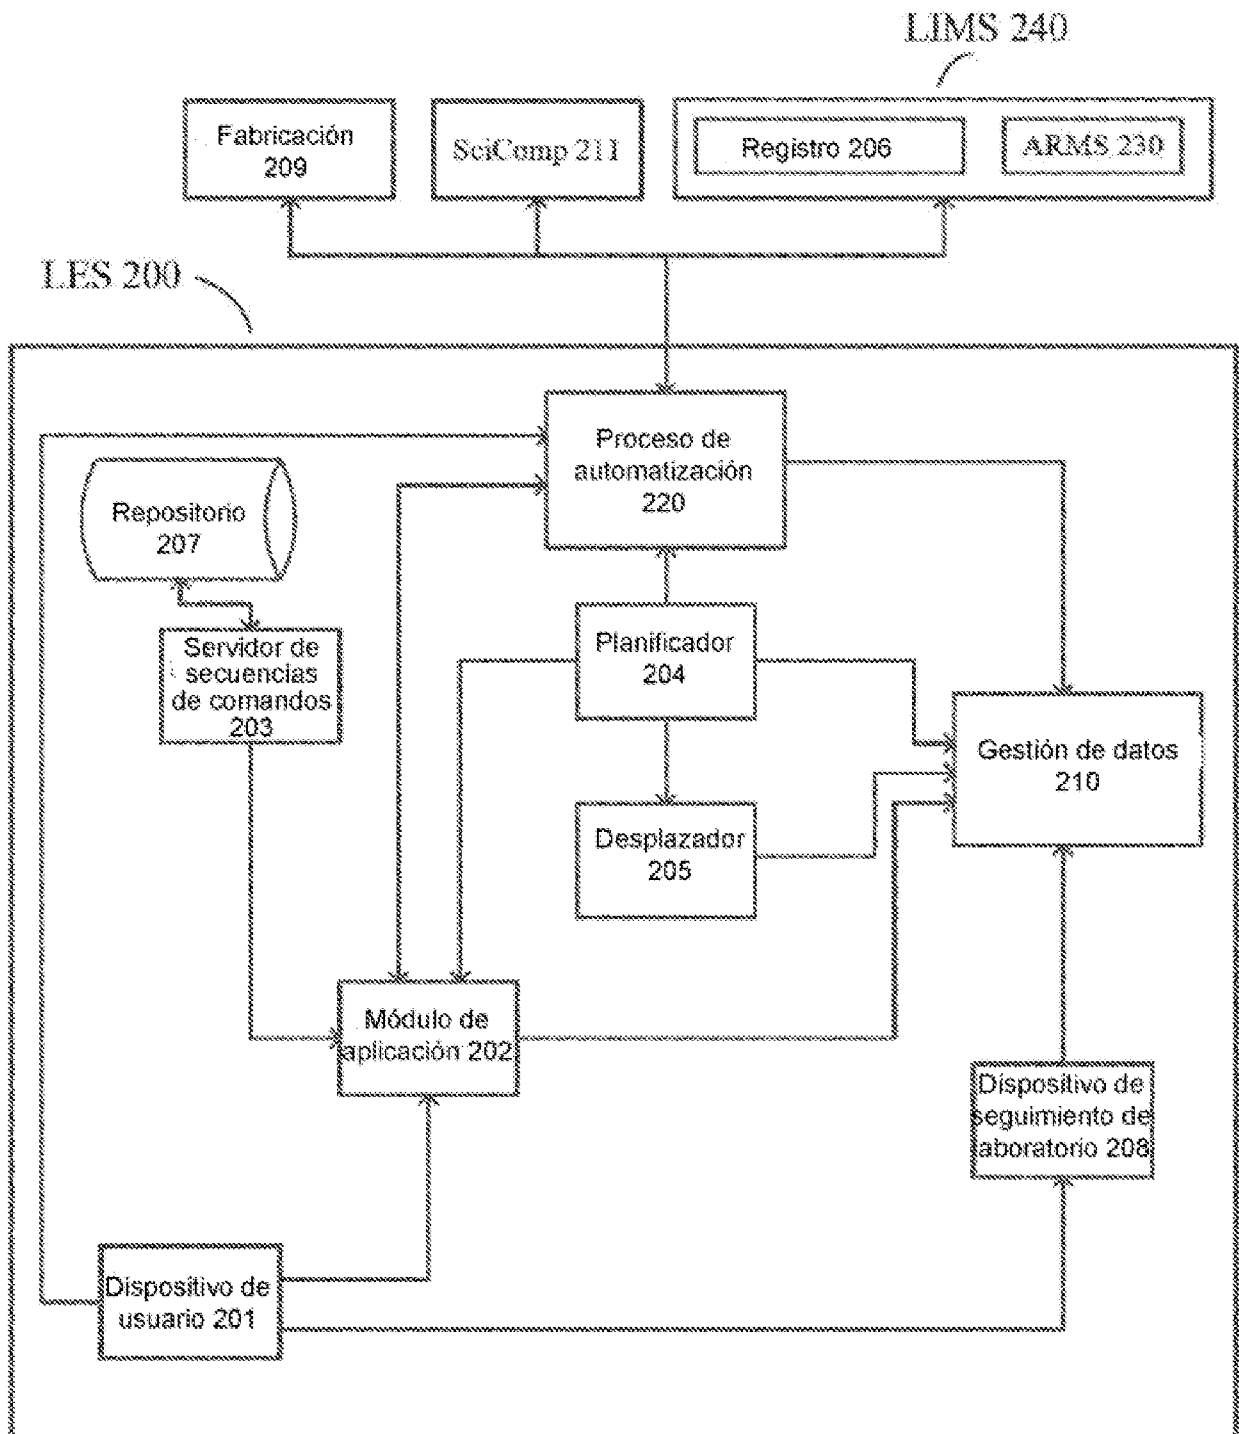 LIMS 240
Fabricación
209
SciComp 211
Registro 206
ARMS 230
LES 200
Proceso de
automatización
220
Repositorio
207
Servidor de
secuencias
de comandos
203
Planificador
204
Gestión de datos
210
Desplazador
205
Módulo de
aplicación 202
Dispositivo de
seguimiento de
laboratorio 208
Dispositivo de
usuario 201